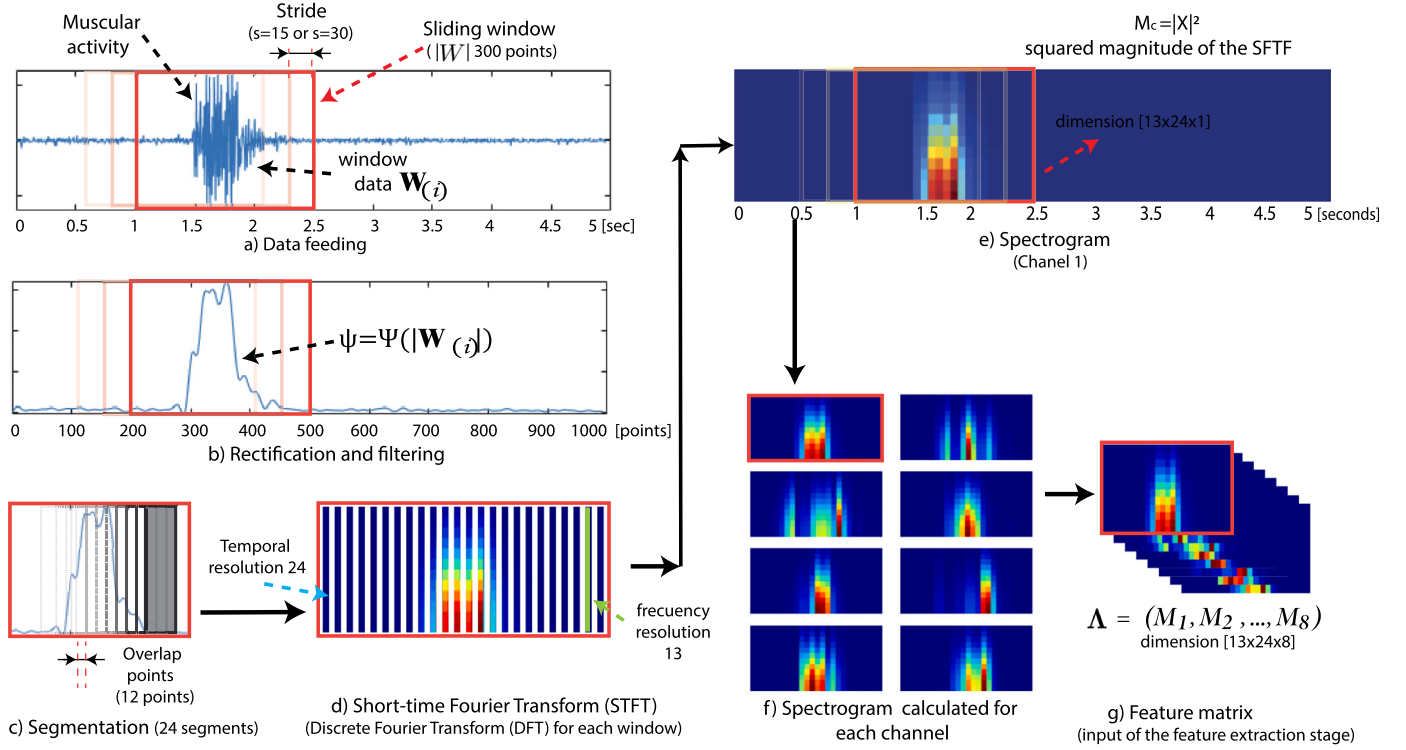 Stride
(s=15 or s=30)
Muscular
activity
Sliding window
( |W| 300 points)
window
data W(i)
0 0.5 1 1.5 2 2.5 3 3.5 4 4.5 5 [sec]
a) Data feeding
ψ=Ψ(|W (i)|)
0 100 200 300 400 500 600 700 800 900 1000 [points]
b) Rectification and filtering
Overlap
points
(12 points)
c) Segmentation (24 segments)
Temporal
resolution 24
frecuency
resolution
13
d) Short-time Fourier Transform (STFT)
(Discrete Fourier Transform (DFT) for each window)
Mc=|X|²
squared magnitude of the SFTF
dimension [13x24x1]
0 0.5 1 1.5 2 2.5 3 3.5 4 4.5 5 [seconds]
e) Spectrogram
(Chanel 1)
f) Spectrogram calculated for
each channel
Λ = (M1, M2 , ..., M8)
dimension [13x24x8]
g) Feature matrix
(input of the feature extraction stage)